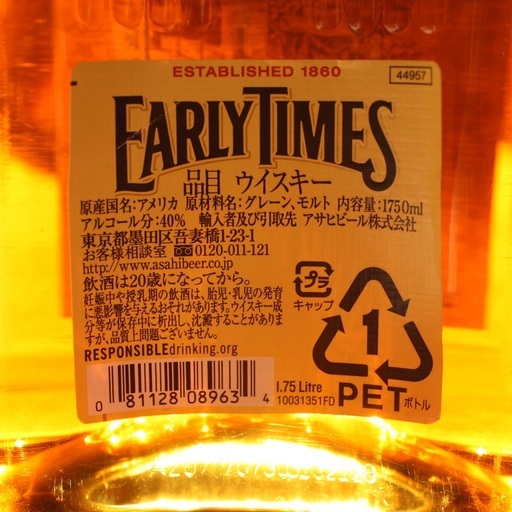 ESTABLISHED 1860
44957
EARLY TIMES
品目 ウイスキー
原産国名:アメリカ 原材料名:グレーン、モルト 内容量:1750ml
アルコール分:40% 輸入者及び引取先 アサヒビール株式会社
東京都墨田区吾妻橋1-23-1
お客様相談室 0120-011-121
http://www.asahibeer.co.jp
飲酒は20歳になってから。
妊娠中や授乳期の飲酒は、胎児・乳児の発育
に悪影響を与えるおそれがあります。ウイスキー成
分等が保存中に析出し、沈澱することがありま
すが、品質上問題ございません。
RESPONSIBLEdrinking.org
プラ
キャップ
1
PET ボトル
0 81128 08963 4
1.75 Litre
10031351FD